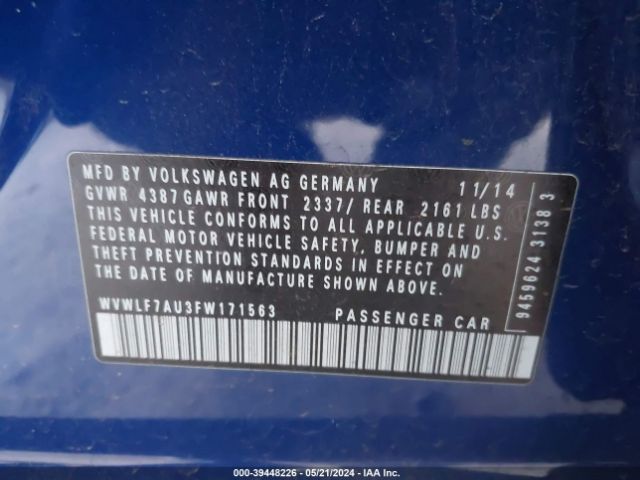 MFD BY VOLKSWAGEN AG GERMANY 11/14
GVWR 4387 GAWR FRONT 2337/ REAR 2161 LBS
THIS VEHICLE CONFORMS TO ALL APPLICABLE U.S.
FEDERAL MOTOR VEHICLE SAFETY, BUMPER AND
THEFT PREVENTION STANDARDS IN EFFECT ON
THE DATE OF MANUFACTURE SHOWN ABOVE.
WVWLF7AU3FW171563 PASSENGER CAR
9459624 3138 3
000-39448226 - 05/21/2024 - IAA Inc.